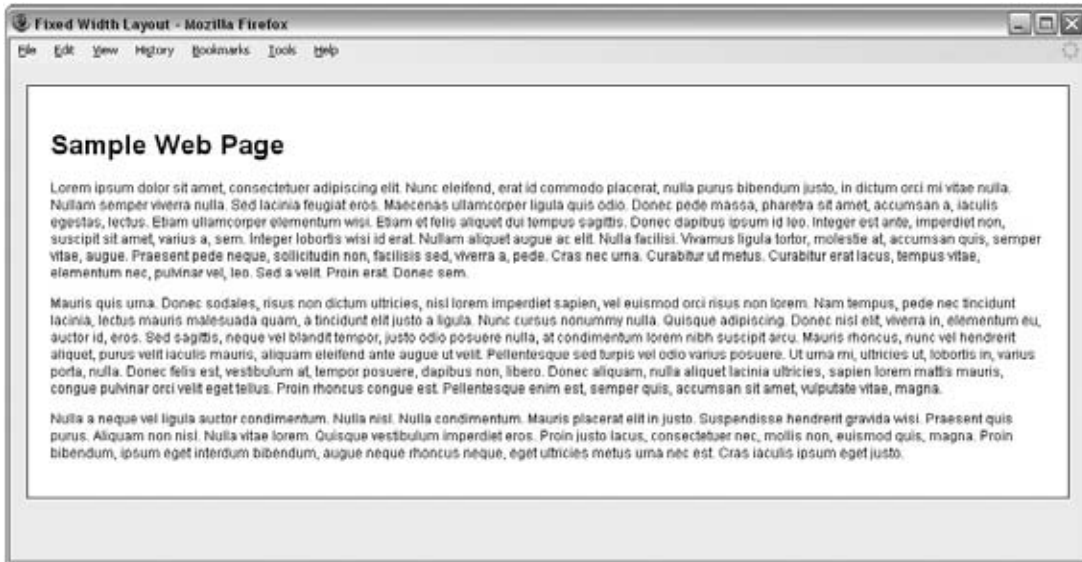 Fixed Width Layout - Mozilla Firefox
File Edit View History Bookmarks Tools Help
Sample Web Page
Lorem ipsum dolor sit amet, consectetuer adipiscing elit. Nunc eleifend, erat id commodo placerat, nulla purus bibendum justo, in dictum orci mi vitae nulla.
Nullam semper viverra nulla. Sed lacinia feugiat eros. Maecenas ullamcorper ligula quis odio. Donec pede massa, pharetra sit amet, accumsan a, iaculis
egestas, lectus. Etiam ullamcorper elementum wisi. Etiam et felis aliquet dui tempus sagittis. Donec dapibus ipsum id leo. Integer est ante, imperdiet non,
suscipit sit amet, varius a, sem. Integer lobortis wisi id erat. Nullam aliquet augue ac elit. Nulla facilisi. Vivamus ligula tortor, molestie at, accumsan quis, semper
vitae, augue. Praesent pede neque, sollicitudin non, facilisis sed, viverra a, pede. Cras nec urna. Curabitur ut metus. Curabitur erat lacus, tempus vitae,
elementum nec, pulvinar vel, leo. Sed a velit. Proin erat. Donec sem.
Mauris quis urna. Donec sodales, risus non dictum ultricies, nisl lorem imperdiet sapien, vel euismod orci risus non lorem. Nam tempus, pede nec tincidunt
lacinia, lectus mauris malesuada quam, a tincidunt elit justo a ligula. Nunc cursus nonummy nulla. Quisque adipiscing. Donec nisl elit, viverra in, elementum eu,
auctor id, eros. Sed sagittis, neque vel blandit tempor, justo odio posuere nulla, at condimentum lorem nibh suscipit arcu. Mauris rhoncus, nunc vel hendrerit
aliquet, purus velit iaculis mauris, aliquam eleifend ante augue ut velit. Pellentesque sed turpis vel odio varius posuere. Ut urna mi, ultricies ut, lobortis in, varius
porta, nulla. Donec felis est, vestibulum at, tempor posuere, dapibus non, libero. Donec aliquam, nulla aliquet lacinia ultricies, sapien lorem mattis mauris,
congue pulvinar orci velit eget tellus. Proin rhoncus congue est. Pellentesque enim est, semper quis, accumsan sit amet, vulputate vitae, magna.
Nulla a neque vel ligula auctor condimentum. Nulla nisl. Nulla condimentum. Mauris placerat elit in justo. Suspendisse hendrerit gravida wisi. Praesent quis
purus. Aliquam non nisl. Nulla vitae lorem. Quisque vestibulum imperdiet eros. Proin justo lacus, consectetuer nec, mollis non, euismod quis, magna. Proin
bibendum, ipsum eget interdum bibendum, augue neque rhoncus neque, eget ultricies metus urna nec est. Cras iaculis ipsum eget justo.